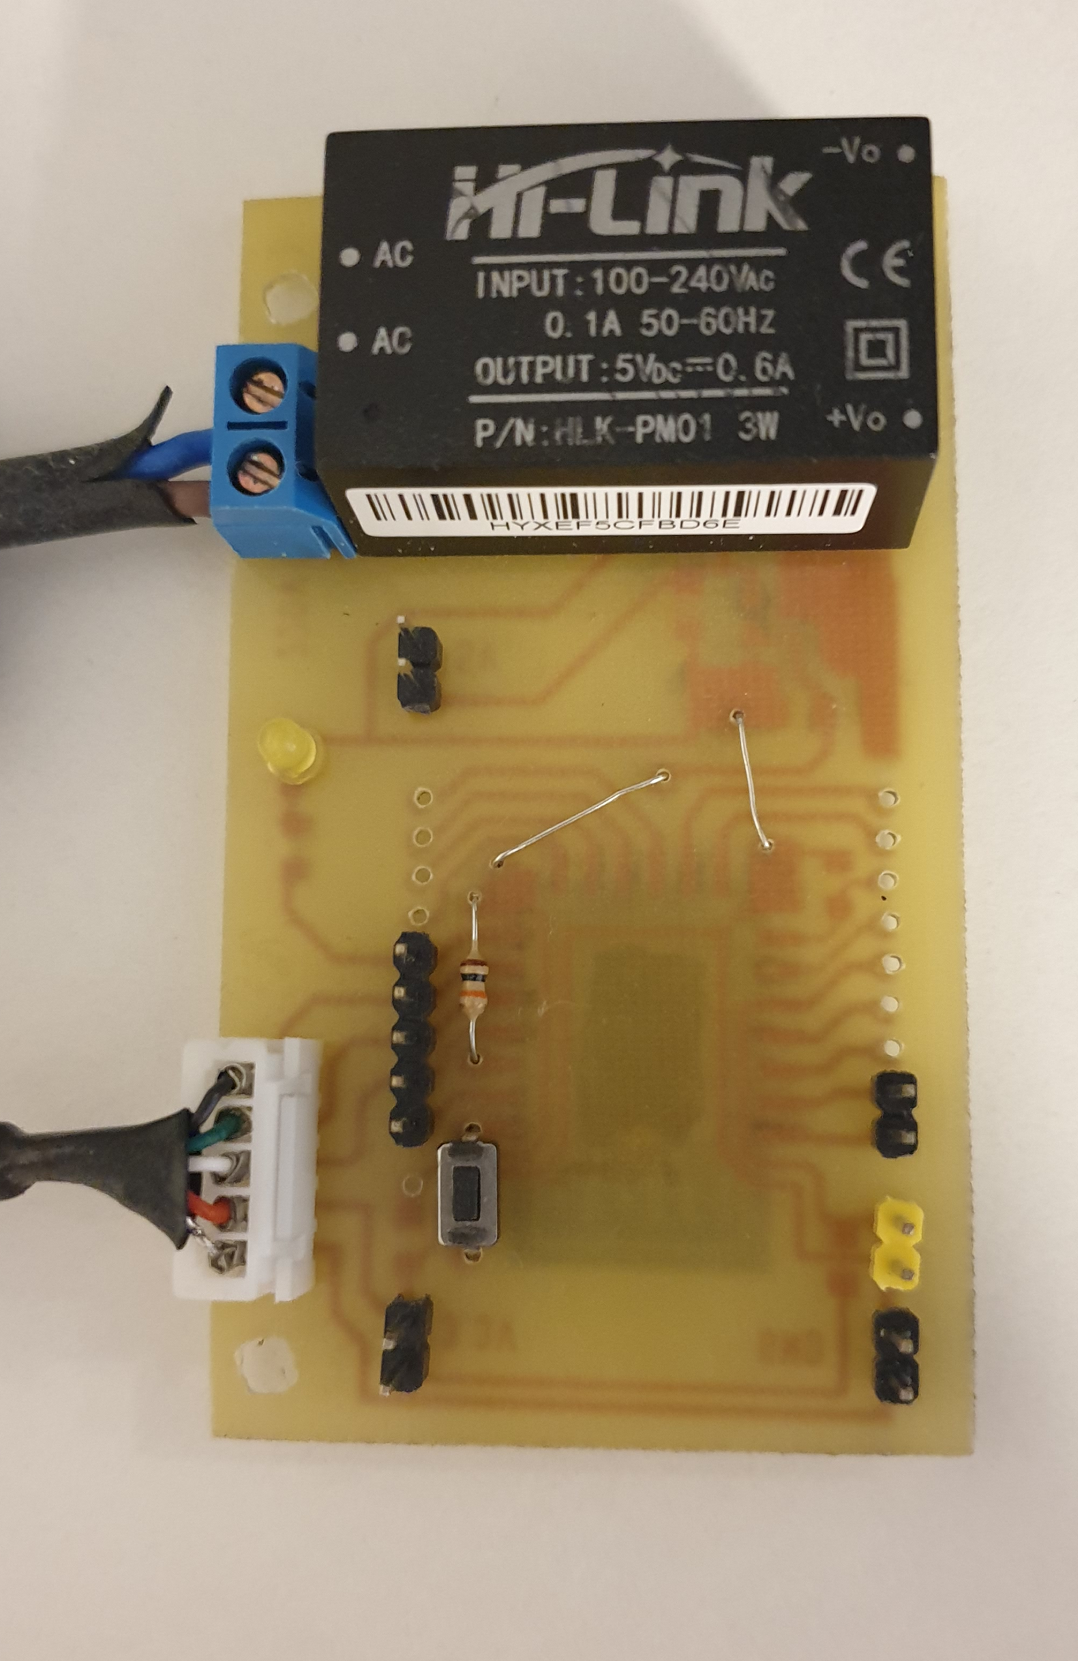 Hi-Link
-Vo
AC
AC
INPUT:100-240VAC
0.1A 50-60Hz
OUTPUT:5VDC⎓0.6A
P/N:HLK-PM01 3W
CE
+Vo
HYXEF5CFBD6E